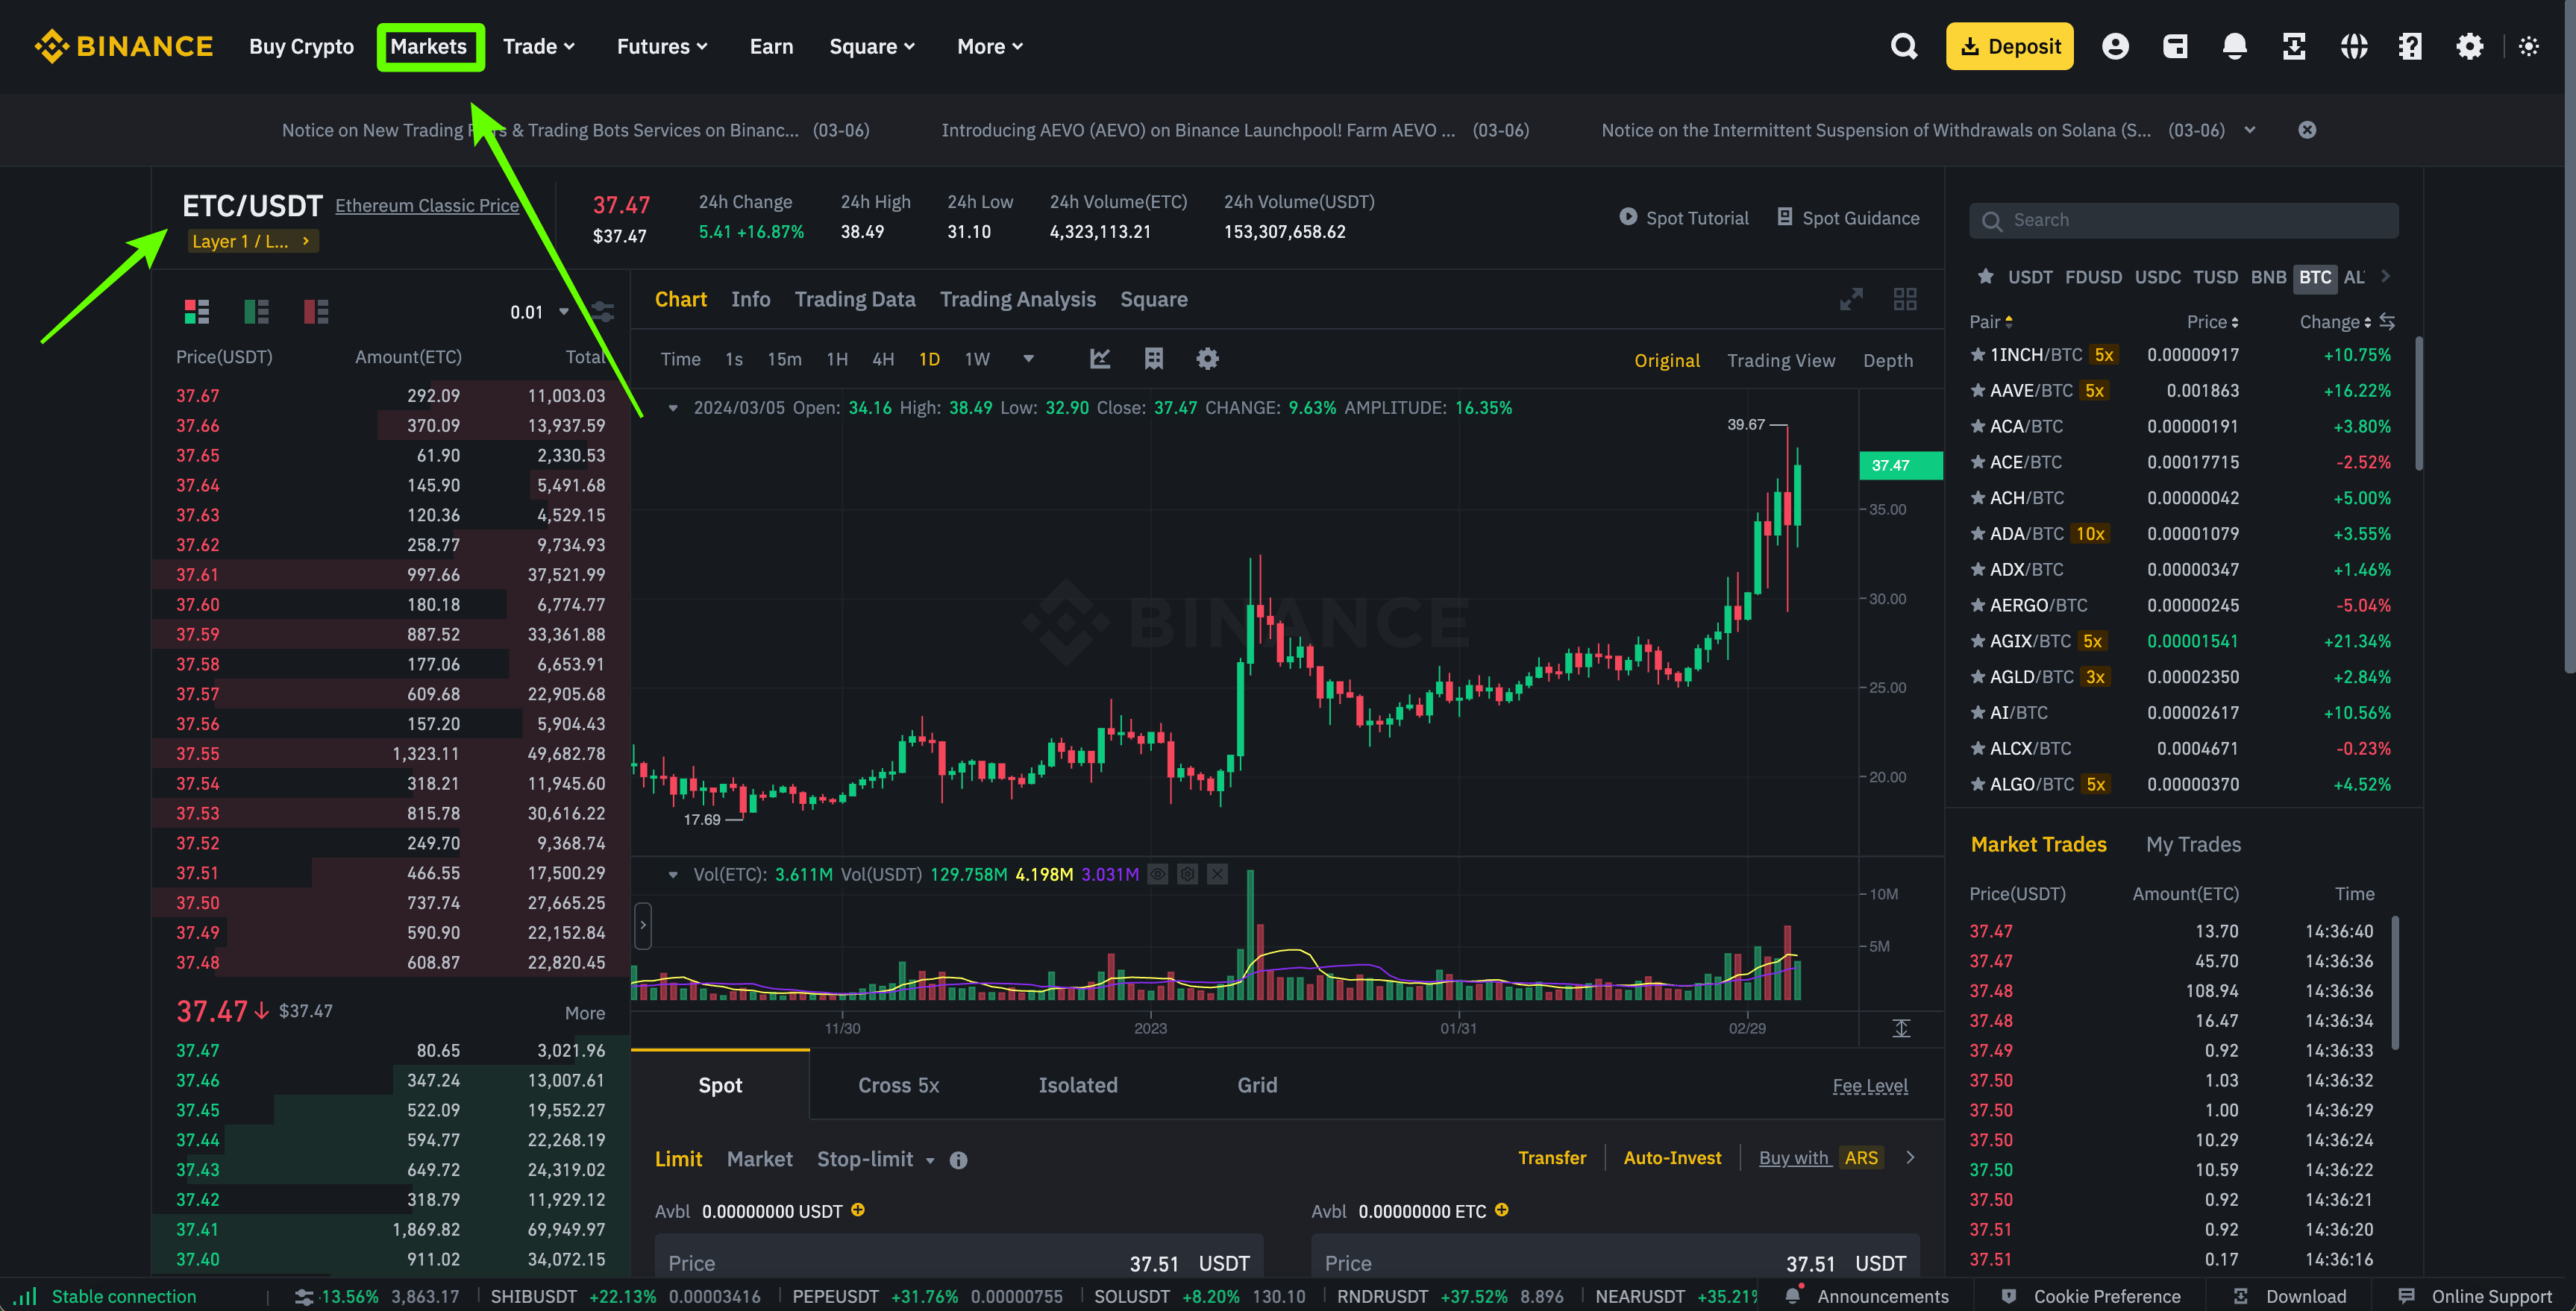 BINANCE Buy Crypto Markets Trade Futures Earn Square More Deposit
Notice on New Trading & Trading Bots Services on Binanc... (03-06) Introducing AEVO (AEVO) on Binance Launchpool! Farm AEVO ... (03-06) Notice on the Intermittent Suspension of Withdrawals on Solana (S... (03-06)
ETC/USDT Ethereum Classic Price
Layer 1 / L...
37.47
$37.47
24h Change
5.41 +16.87%
24h High
38.49
24h Low
31.10
24h Volume(ETC)
4,323,113.21
24h Volume(USDT)
153,307,658.62
Spot Tutorial Spot Guidance
0.01
Price(USDT) Amount(ETC) Total
37.67 292.09 11,003.03
37.66 370.09 13,937.59
37.65 61.90 2,330.53
37.64 145.90 5,491.68
37.63 120.36 4,529.15
37.62 258.77 9,734.93
37.61 997.66 37,521.99
37.60 180.18 6,774.77
37.59 887.52 33,361.88
37.58 177.06 6,653.91
37.57 609.68 22,905.68
37.56 157.20 5,904.43
37.55 1,323.11 49,682.78
37.54 318.21 11,945.60
37.53 815.78 30,616.22
37.52 249.70 9,368.74
37.51 466.55 17,500.29
37.50 737.74 27,665.25
37.49 590.90 22,152.84
37.48 608.87 22,820.45
37.47 $37.47 More
37.47 80.65 3,021.96
37.46 347.24 13,007.61
37.45 522.09 19,552.27
37.44 594.77 22,268.19
37.43 649.72 24,319.02
37.42 318.79 11,929.12
37.41 1,869.82 69,949.97
37.40 911.02 34,072.15
Chart Info Trading Data Trading Analysis Square
Time 1s 15m 1H 4H 1D 1W Original Trading View Depth
2024/03/05 Open: 34.16 High: 38.49 Low: 32.90 Close: 37.47 CHANGE: 9.63% AMPLITUDE: 16.35%
39.67
37.47
35.00
30.00
BINANCE
25.00
20.00
17.69
Vol(ETC): 3.611M Vol(USDT) 129.758M 4.198M 3.031M
10M
5M
11/30 2023 01/31 02/29
Spot Cross 5x Isolated Grid Fee Level
Limit Market Stop-limit Transfer Auto-Invest Buy with ARS
Avbl 0.00000000 USDT Avbl 0.00000000 ETC
Price 37.51 USDT Price 37.51 USDT
Search
USDT FDUSD USDC TUSD BNB BTC AL
Pair Price Change
1INCH/BTC 5x 0.00000917 +10.75%
AAVE/BTC 5x 0.001863 +16.22%
ACA/BTC 0.00000191 +3.80%
ACE/BTC 0.00017715 -2.52%
ACH/BTC 0.00000042 +5.00%
ADA/BTC 10x 0.00001079 +3.55%
ADX/BTC 0.00000347 +1.46%
AERGO/BTC 0.00000245 -5.04%
AGIX/BTC 5x 0.00001541 +21.34%
AGLD/BTC 3x 0.00002350 +2.84%
AI/BTC 0.00002617 +10.56%
ALCX/BTC 0.0004671 -0.23%
ALGO/BTC 5x 0.00000370 +4.52%
Market Trades My Trades
Price(USDT) Amount(ETC) Time
37.47 13.70 14:36:40
37.47 45.70 14:36:36
37.48 108.94 14:36:36
37.48 16.47 14:36:34
37.49 0.92 14:36:33
37.50 1.03 14:36:32
37.50 1.00 14:36:29
37.50 10.29 14:36:24
37.50 10.59 14:36:22
37.50 0.92 14:36:21
37.51 0.92 14:36:20
37.51 0.17 14:36:16
Stable connection 13.56% 3,863.17 SHIBUSDT +22.13% 0.00003416 PEPEUSDT +31.76% 0.00000755 SOLUSDT +8.20% 130.10 RNDRUSDT +37.52% 8.896 NEARUSDT +35.21% Announcements Cookie Preference Download Online Support